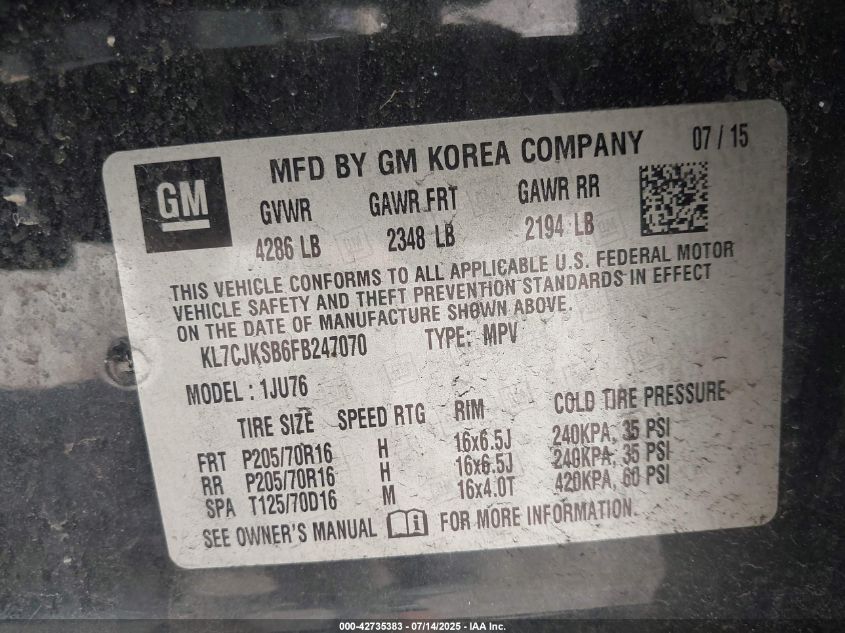 GM
MFD BY GM KOREA COMPANY 07 / 15
GVWR GAWR FRT GAWR RR
4286 LB 2348 LB 2194 LB
THIS VEHICLE CONFORMS TO ALL APPLICABLE U.S. FEDERAL MOTOR
VEHICLE SAFETY AND THEFT PREVENTION STANDARDS IN EFFECT
ON THE DATE OF MANUFACTURE SHOWN ABOVE.
KL7CJKSB6FB247070 TYPE: MPV
MODEL : 1JU76
TIRE SIZE SPEED RTG RIM COLD TIRE PRESSURE
FRT P205/70R16 H 16x6.5J 240KPA, 35 PSI
RR P205/70R16 H 16x6.5J 240KPA, 35 PSI
SPA T125/70D16 M 16x4.0T 420KPA, 60 PSI
SEE OWNER'S MANUAL FOR MORE INFORMATION.
000-42735383 - 07/14/2025 - IAA Inc.